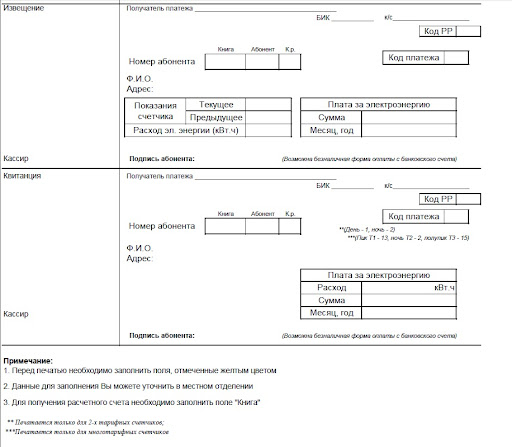 Извещение
Получатель платежа
БИК к/с
Код РР
Книга Абонент К.р.
Номер абонента
Код платежа
Ф.И.О.
Адрес:
Показания счетчика Текущее
Предыдущее
Расход эл. энергии (кВт.ч)
Плата за электроэнергию
Сумма
Месяц, год
Кассир
Подпись абонента: (Возможна безналичная форма оплаты с банковского счета)
Квитанция
Получатель платежа
БИК к/с
Код РР
Книга Абонент К.р.
Номер абонента
Код платежа
**(День - 1, ночь - 2)
***(Пик Т1 - 13, ночь Т2 - 2, полупик Т3 - 15)
Ф.И.О.
Адрес:
Плата за электроэнергию
Расход кВт.ч
Сумма
Месяц, год
Кассир
Подпись абонента: (Возможна безналичная форма оплаты с банковского счета)
Примечание:
1. Перед печатью необходимо заполнить поля, отмеченные желтым цветом
2. Данные для заполнения Вы можете уточнить в местном отделении
3. Для получения расчетного счета необходимо заполнить поле "Книга"
** Печатается только для 2-х тарифных счетчиков;
***Печатается только для многотарифных счетчиков